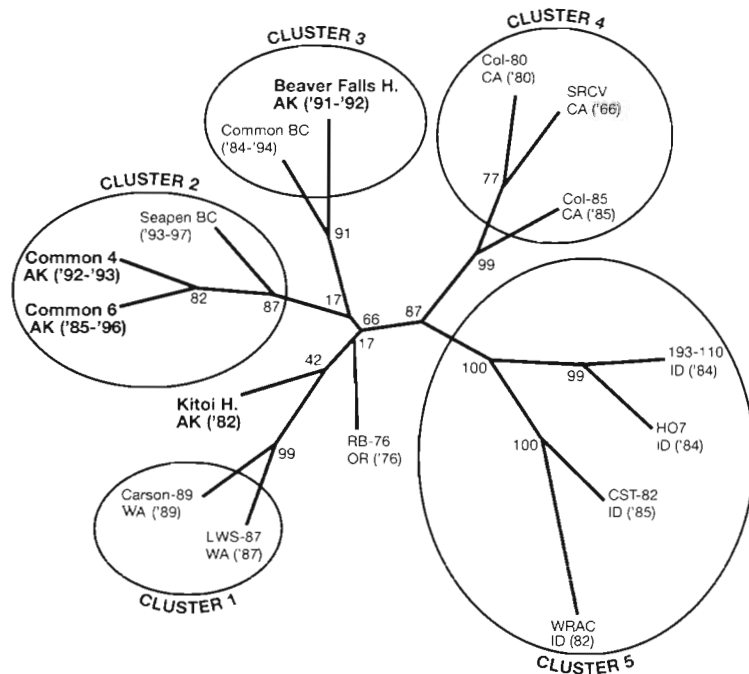 CLUSTER 3
Beaver Falls H.
AK ('91-'92)
Common BC
('84-'94)
91
CLUSTER 4
Col-80
CA ('80)
SRCV
CA ('66)
77
Col-85
CA ('85)
99
CLUSTER 2
Seapen BC
('93-97)
Common 4
AK ('92-'93)
Common 6
AK ('85-'96)
82
87
17
66
87
17
42
Kitoi H.
AK ('82)
RB-76
OR ('76)
99
Carson-89
WA ('89)
LWS-87
WA ('87)
CLUSTER 1
100
99
193-110
ID ('84)
HO7
ID ('84)
100
CST-82
ID ('85)
WRAC
ID (82)
CLUSTER 5